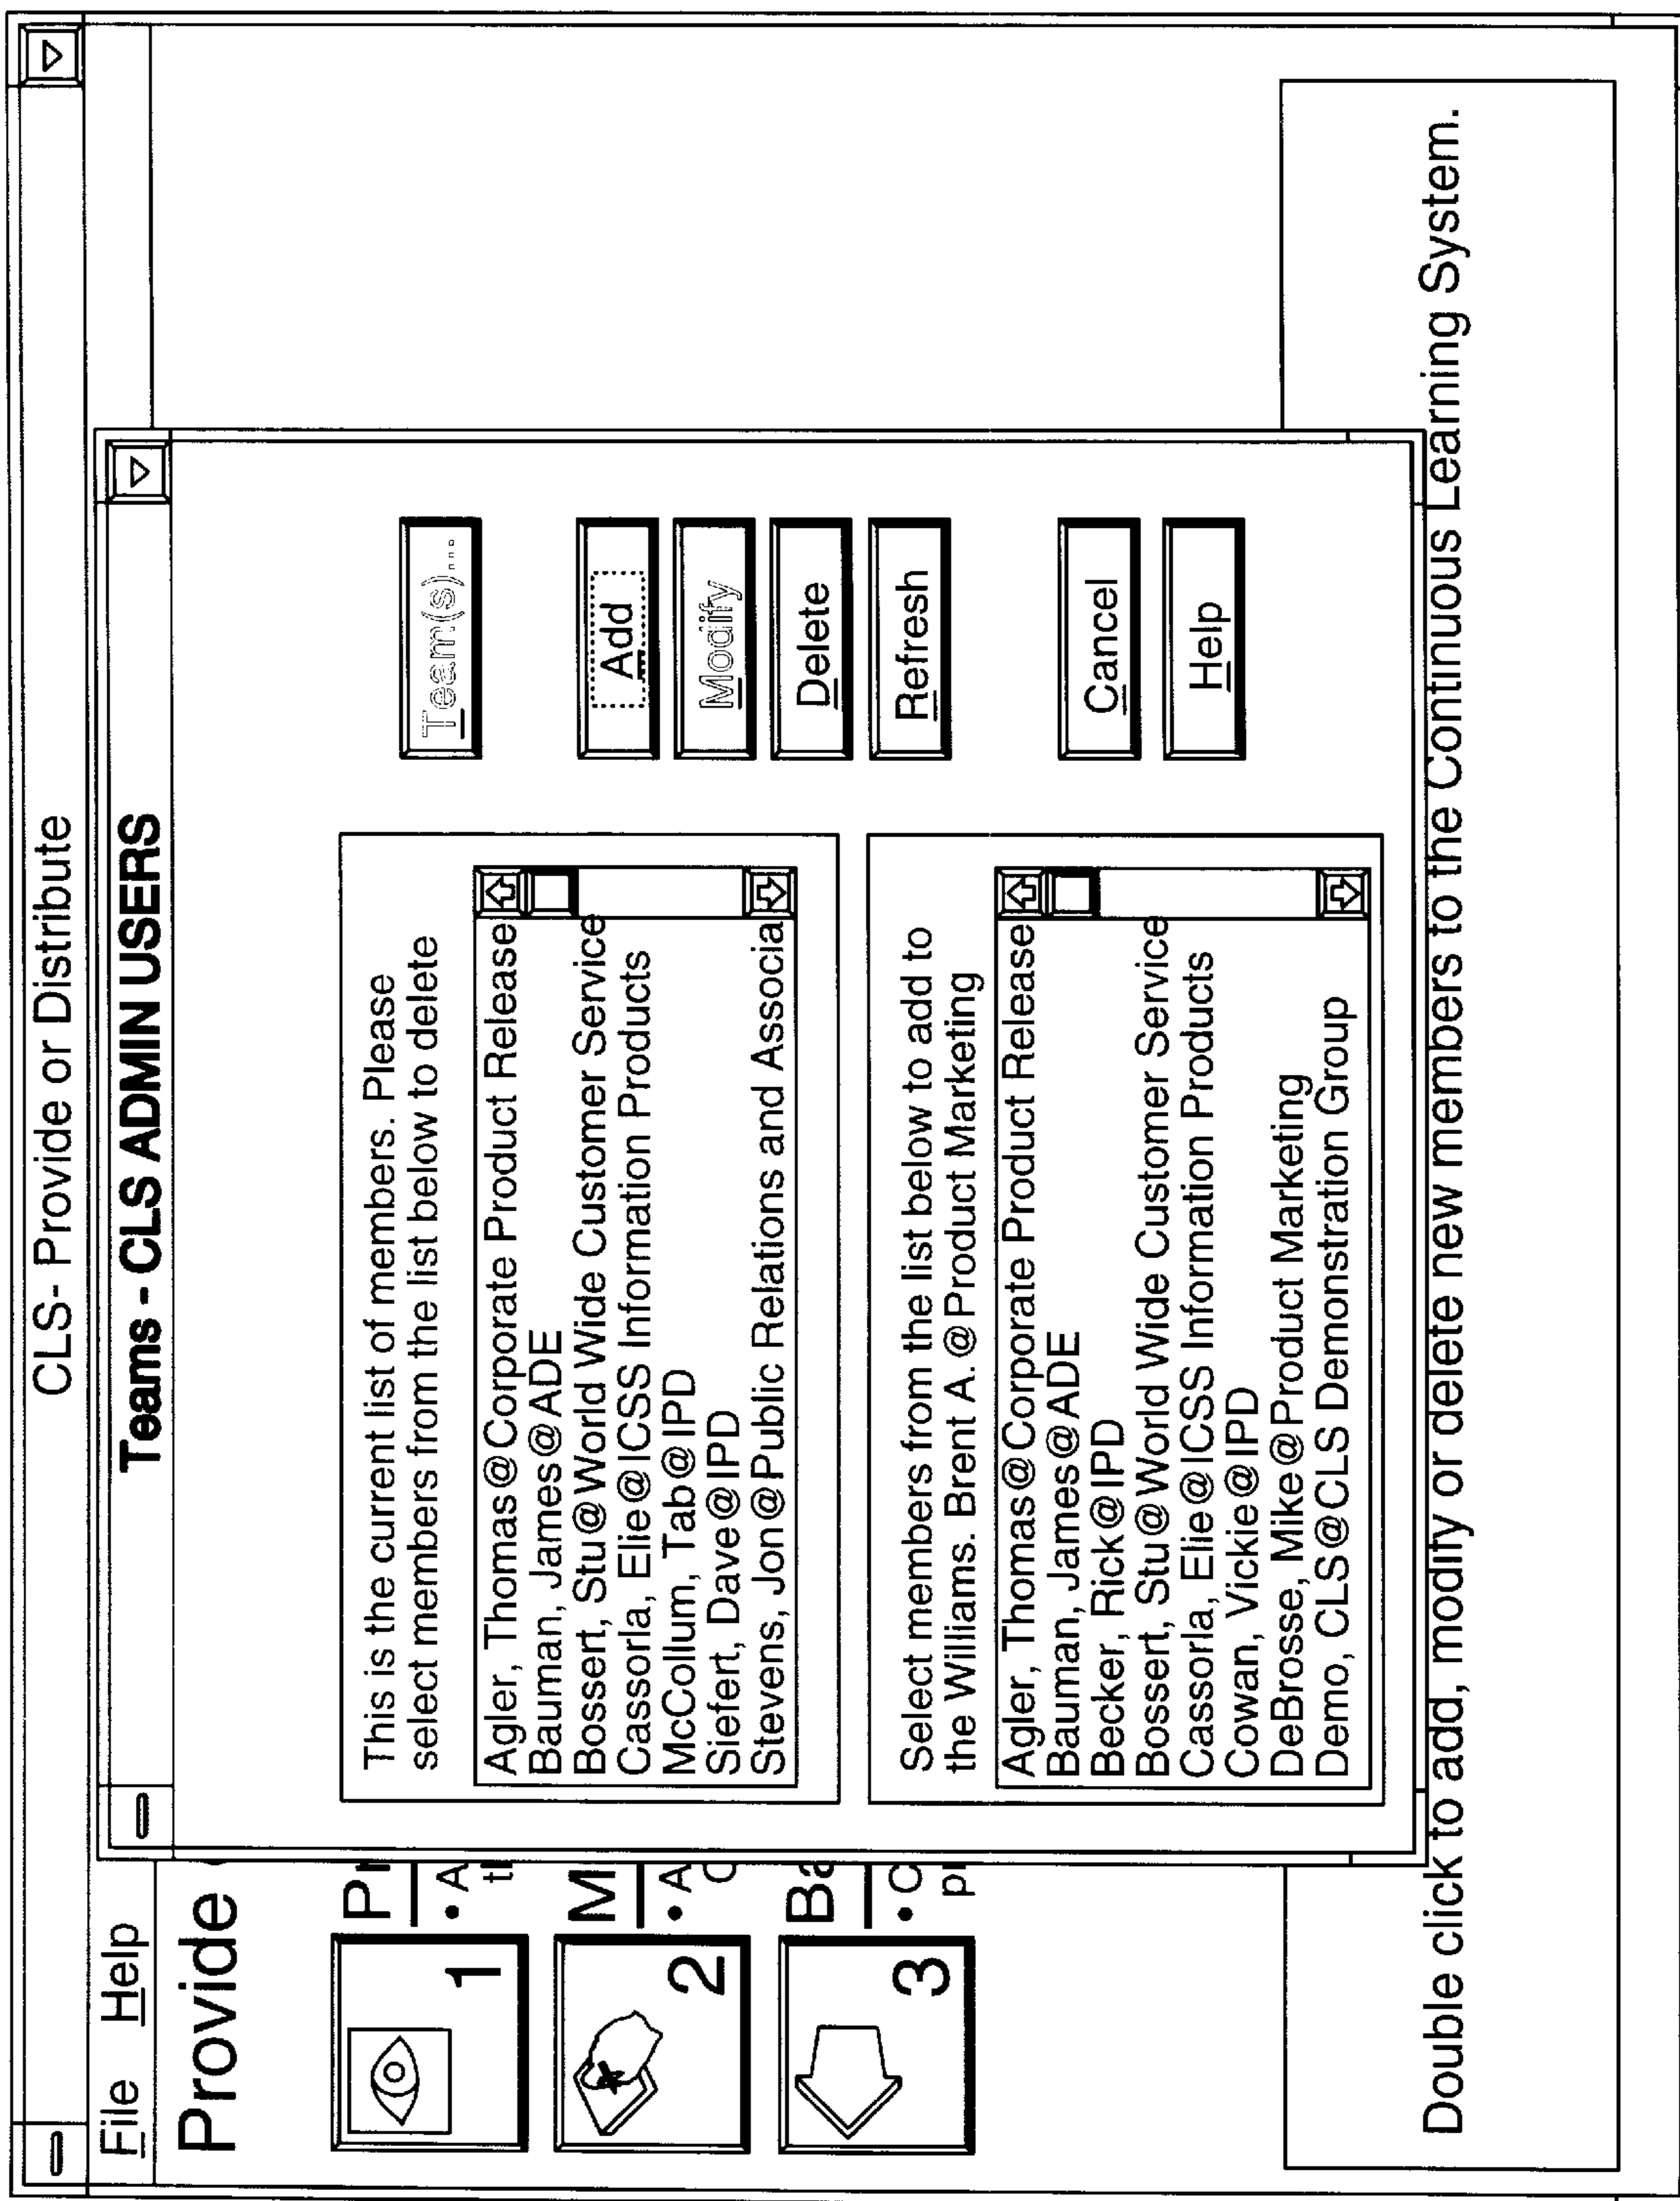 CLS- Provide or Distribute
File Help
Provide
Teams - CLS ADMIN USERS
1
2
3
This is the current list of members. Please
select members from the list below to delete
Agler, Thomas@Corporate Product Release
Bauman, James@ADE
Bossert, Stu@World Wide Customer Service
Cassorla, Elie@ICSS Information Products
McCollum, Tab@IPD
Siefert, Dave@IPD
Stevens, Jon@Public Relations and Associa
Select members from the list below to add to
the Williams. Brent A.@Product Marketing
Agler, Thomas@Corporate Product Release
Bauman, James@ADE
Becker, Rick@IPD
Bossert, Stu@World Wide Customer Service
Cassorla, Elie@ICSS Information Products
Cowan, Vickie@IPD
DeBrosse, Mike@Product Marketing
Demo, CLS@CLS Demonstration Group
Team(s)...
Add
Modify
Delete
Refresh
Cancel
Help
Double click to add, modify or delete new members to the Continuous Learning System.